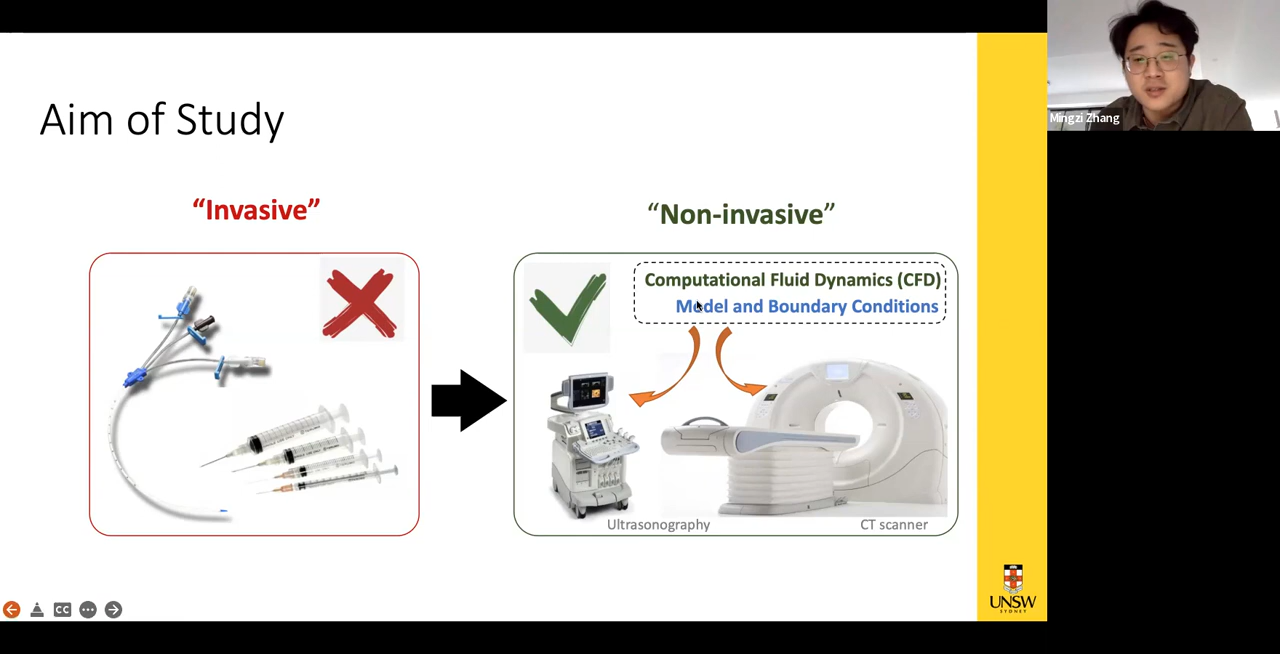 Aim of Study
“Invasive”
“Non-invasive”
Computational Fluid Dynamics (CFD)
Model and Boundary Conditions
Ultrasonography
CT scanner
UNSW
SYDNEY
CC
Mingzi Zhang